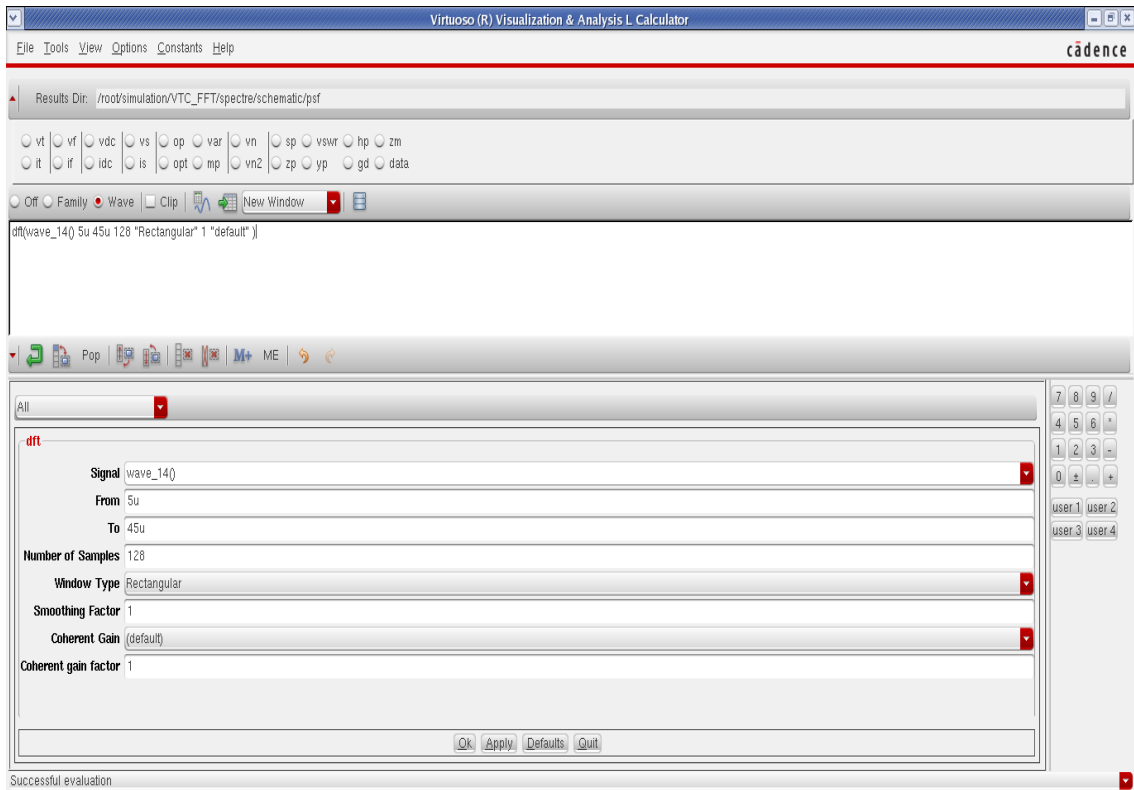 Virtuoso (R) Visualization & Analysis L Calculator
File Tools View Options Constants Help
cādence
Results Dir: /root/simulation/VTC_FFT/spectre/schematic/psf
vt vf vdc vs op var vn sp vswr hp zm
it if idc is opt mp vn2 zp yp gd data
Off Family Wave Clip New Window
dft(wave_14() 5u 45u 128 "Rectangular" 1 "default" )
Pop M+ ME
All
7 8 9 /
4 5 6 *
1 2 3 -
0 ± . +
user 1 user 2
user 3 user 4
dft
Signal wave_14()
From 5u
To 45u
Number of Samples 128
Window Type Rectangular
Smoothing Factor 1
Coherent Gain (default)
Coherent gain factor 1
Ok Apply Defaults Quit
Successful evaluation